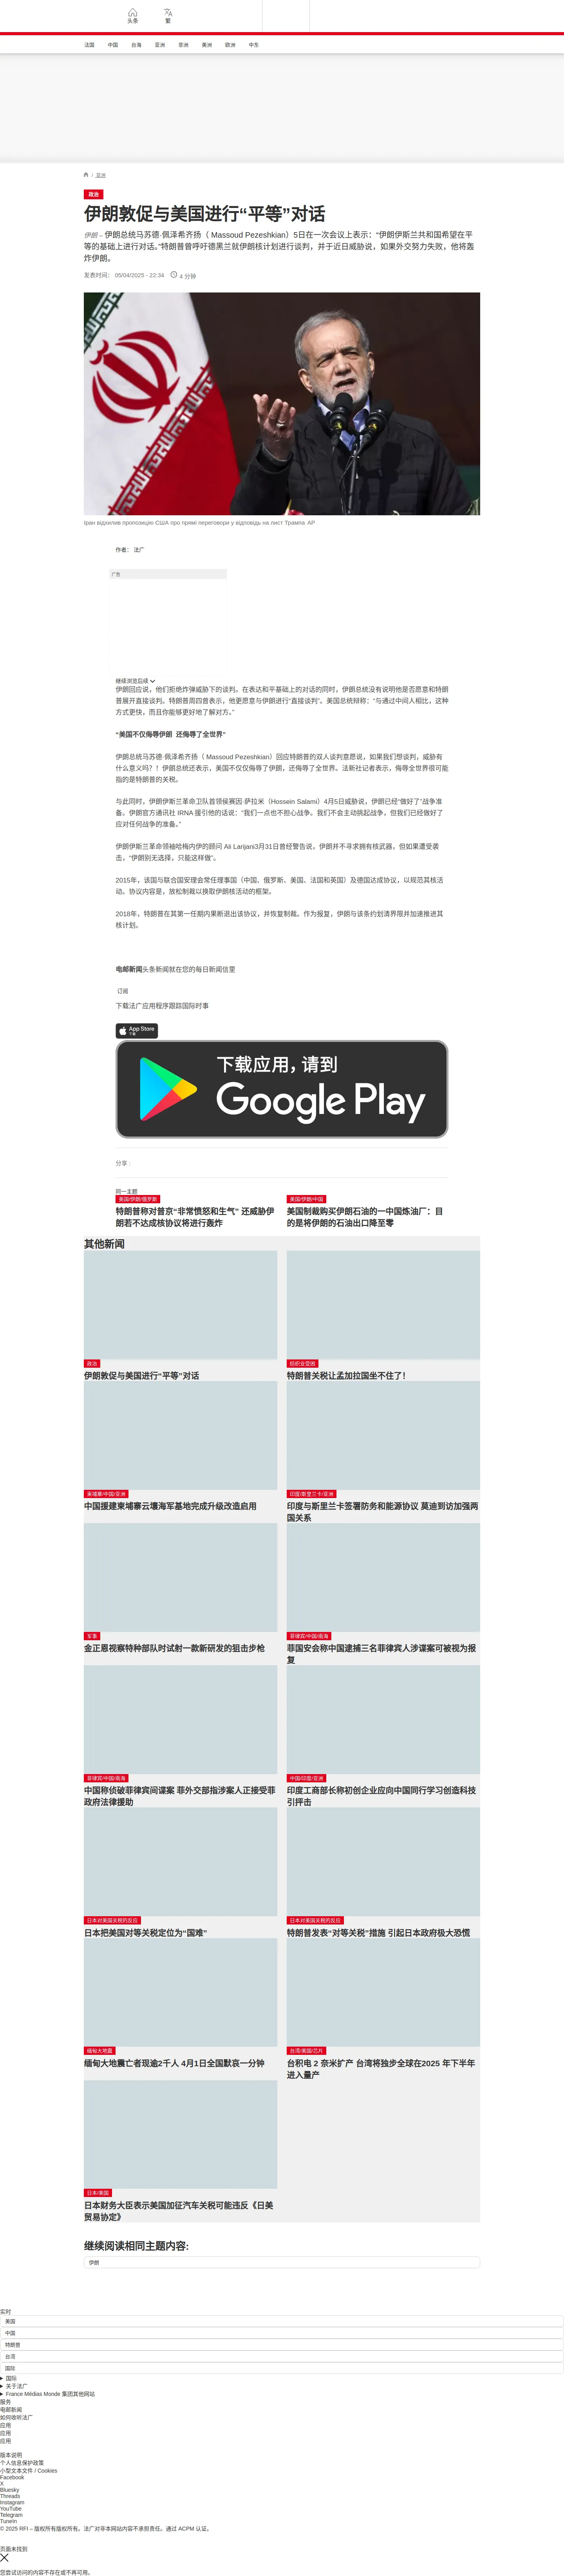 头条
繁
法国 中国 台海 亚洲 非洲 美洲 欧洲 中东
/ 亚洲
政治
伊朗敦促与美国进行“平等”对话
伊朗 – 伊朗总统马苏德·佩泽希齐扬（ Massoud Pezeshkian）5日在一次会议上表示：“伊朗伊斯兰共和国希望在平
等的基础上进行对话。”特朗普曾呼吁德黑兰就伊朗核计划进行谈判，并于近日威胁说，如果外交努力失败，他将轰
炸伊朗。
发表时间： 05/04/2025 - 22:34 4 分钟
Іран відхилив пропозицію США про прямі переговори у відповідь на лист Трампа AP
作者： 法广
广告
继续浏览后续
伊朗回应说，他们拒绝炸弹威胁下的谈判。在表达和平基础上的对话的同时，伊朗总统没有说明他是否愿意和特朗
普展开直接谈判。特朗普周四曾表示，他更愿意与伊朗进行“直接谈判”。美国总统辩称：“与通过中间人相比，这种
方式更快，而且你能够更好地了解对方。”
“美国不仅侮辱伊朗 还侮辱了全世界”
伊朗总统马苏德·佩泽希齐扬（ Massoud Pezeshkian）回应特朗普的双人谈判意愿说，如果我们想谈判，威胁有
什么意义吗？？！伊朗总统还表示，美国不仅仅侮辱了伊朗，还侮辱了全世界。法新社记者表示，侮辱全世界很可能
指的是特朗普的关税。
与此同时，伊朗伊斯兰革命卫队首领侯赛因·萨拉米（Hossein Salami）4月5日威胁说，伊朗已经“做好了”战争准
备。伊朗官方通讯社 IRNA 援引他的话说：“我们一点也不担心战争。我们不会主动挑起战争，但我们已经做好了
应对任何战争的准备。”
伊朗伊斯兰革命领袖哈梅内伊的顾问 Ali Larijani3月31日曾经警告说，伊朗并不寻求拥有核武器，但如果遭受袭
击，“伊朗别无选择，只能这样做”。
2015年，该国与联合国安理会常任理事国（中国、俄罗斯、美国、法国和英国）及德国达成协议，以规范其核活
动。协议内容是，放松制裁以换取伊朗核活动的框架。
2018年，特朗普在其第一任期内果断退出该协议，并恢复制裁。作为报复，伊朗与该条约划清界限并加速推进其
核计划。
电邮新闻头条新闻就在您的每日新闻信里
订阅
下载法广应用程序跟踪国际时事
App Store
下载
下载应用，请到
Google Play
分享 :
同一主题
美国/伊朗/俄罗斯
特朗普称对普京“非常愤怒和生气” 还威胁伊
朗若不达成核协议将进行轰炸
美国/伊朗/中国
美国制裁购买伊朗石油的一中国炼油厂：目
的是将伊朗的石油出口降至零
其他新闻
政治
伊朗敦促与美国进行“平等”对话
纺织业受困
特朗普关税让孟加拉国坐不住了！
柬埔寨/中国/亚洲
中国援建柬埔寨云壤海军基地完成升级改造启用
印度/斯里兰卡/亚洲
印度与斯里兰卡签署防务和能源协议 莫迪到访加强两
国关系
军事
金正恩视察特种部队时试射一款新研发的狙击步枪
菲律宾/中国/南海
菲国安会称中国逮捕三名菲律宾人涉谍案可被视为报
复
菲律宾/中国/南海
中国称侦破菲律宾间谍案 菲外交部指涉案人正接受菲
政府法律援助
中国/印度/亚洲
印度工商部长称初创企业应向中国同行学习创造科技
引抨击
日本对美国关税的反应
日本把美国对等关税定位为“国难”
日本对美国关税的反应
特朗普发表“对等关税”措施 引起日本政府极大恐慌
缅甸大地震
缅甸大地震亡者现逾2千人 4月1日全国默哀一分钟
台湾/美国/芯片
台积电 2 奈米扩产 台湾将独步全球在2025 年下半年
进入量产
日本/美国
日本财务大臣表示美国加征汽车关税可能违反《日美
贸易协定》
继续阅读相同主题内容:
伊朗
实时
美国
中国
特朗普
台湾
国际
国际
关于法广
France Médias Monde 集团其他网站
服务
电邮新闻
如何收听法广
应用
应用
应用
版本说明
个人信息保护政策
小型文本文件 / Cookies
Facebook
X
Bluesky
Threads
Instagram
YouTube
Telegram
TuneIn
© 2025 RFI – 版权所有版权所有。法广对非本网站内容不承担责任。通过 ACPM 认证。
页面未找到
您尝试访问的内容不存在或不再可用。